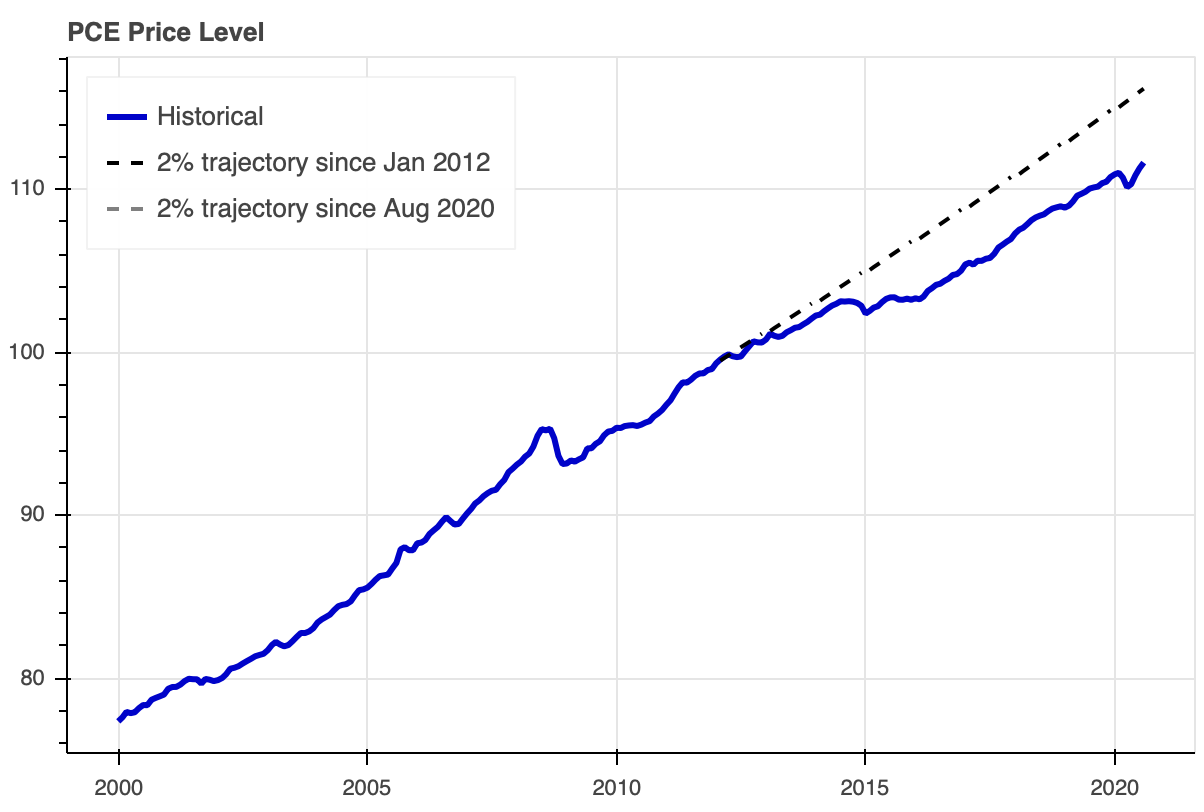 PCE Price Level
Historical
2% trajectory since Jan 2012
2% trajectory since Aug 2020
110
100
90
80
2000 2005 2010 2015 2020